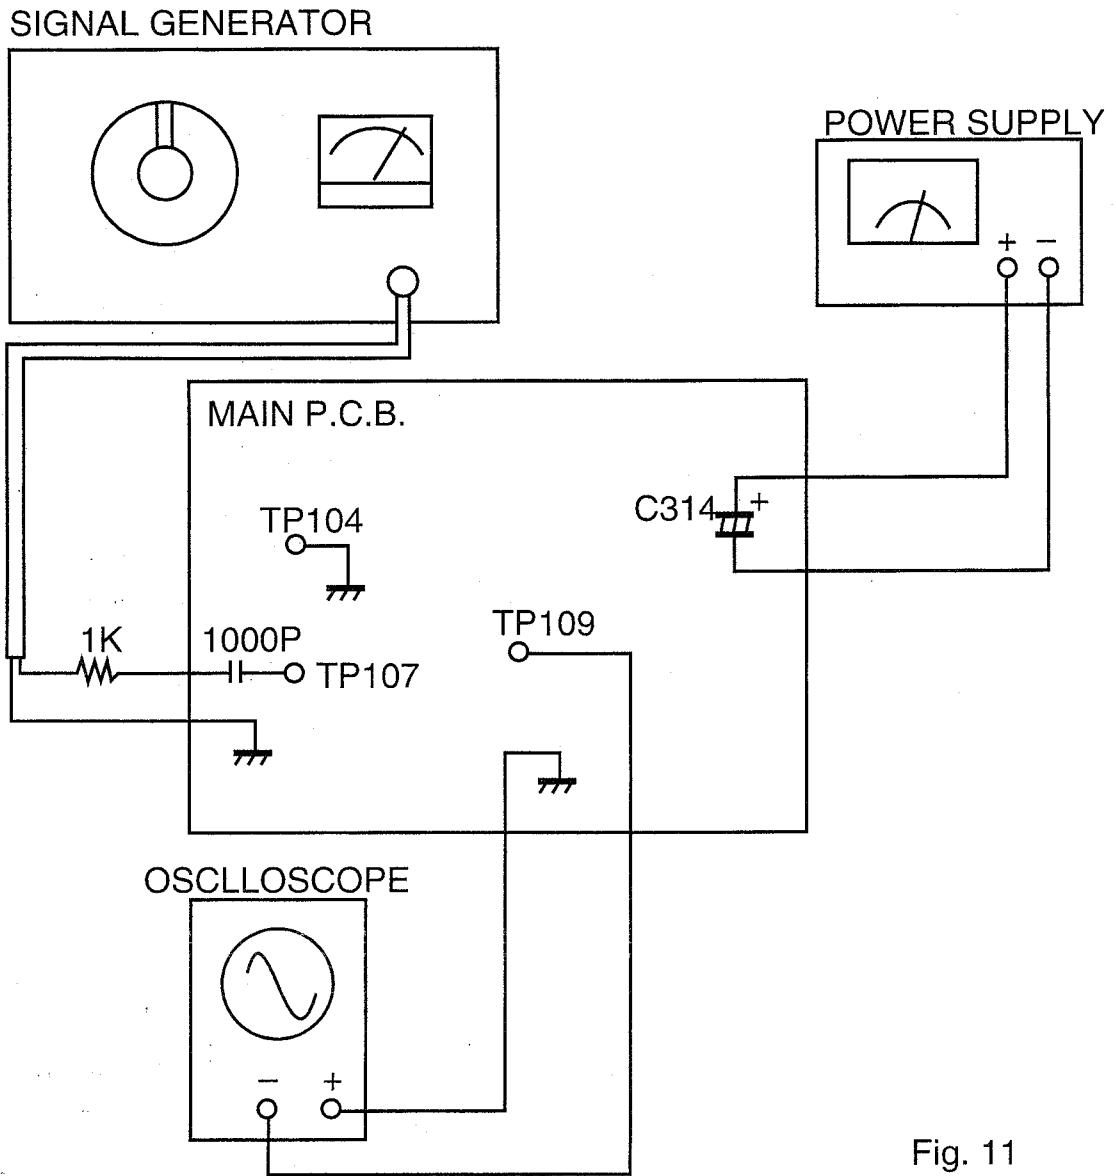 SIGNAL GENERATOR
POWER SUPPLY
+ −
MAIN P.C.B.
C314 +
TP104
1K
1000P
TP109
TP107
OSCLLOSCOPE
− +
Fig. 11